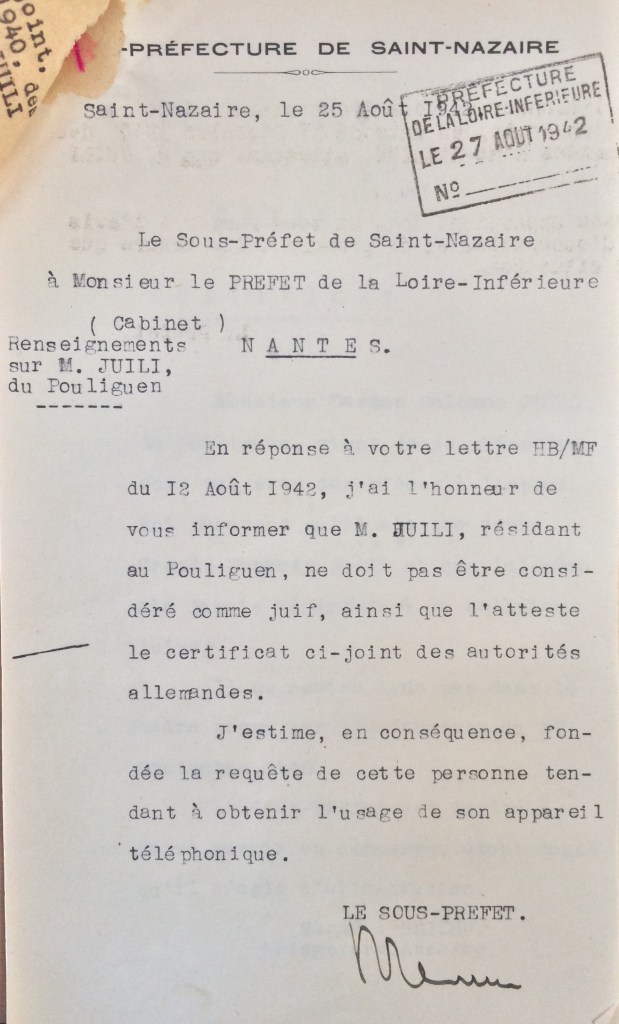 oint,
1940, des
JUILI
-PRÉFECTURE DE SAINT-NAZAIRE
Saint-Nazaire, le 25 Août 1942
PREFECTURE
DE LA LOIRE-INFERIEURE
LE 27 AOUT 1942
No
Le Sous-Préfet de Saint-Nazaire
à Monsieur le PREFET de la Loire-Inférieure
( Cabinet )
N A N T E S.
Renseignements
sur M. JUILI,
du Pouliguen
-------
En réponse à votre lettre HB/MF
du I2 Août I942, j'ai l'honneur de
vous informer que M. JUILI, résidant
au Pouliguen, ne doit pas être consi-
déré comme juif, ainsi que l'atteste
le certificat ci-joint des autorités
allemandes.
J'estime, en conséquence, fon-
dée la requête de cette personne ten-
dant à obtenir l'usage de son appareil
téléphonique.
LE SOUS-PREFET.